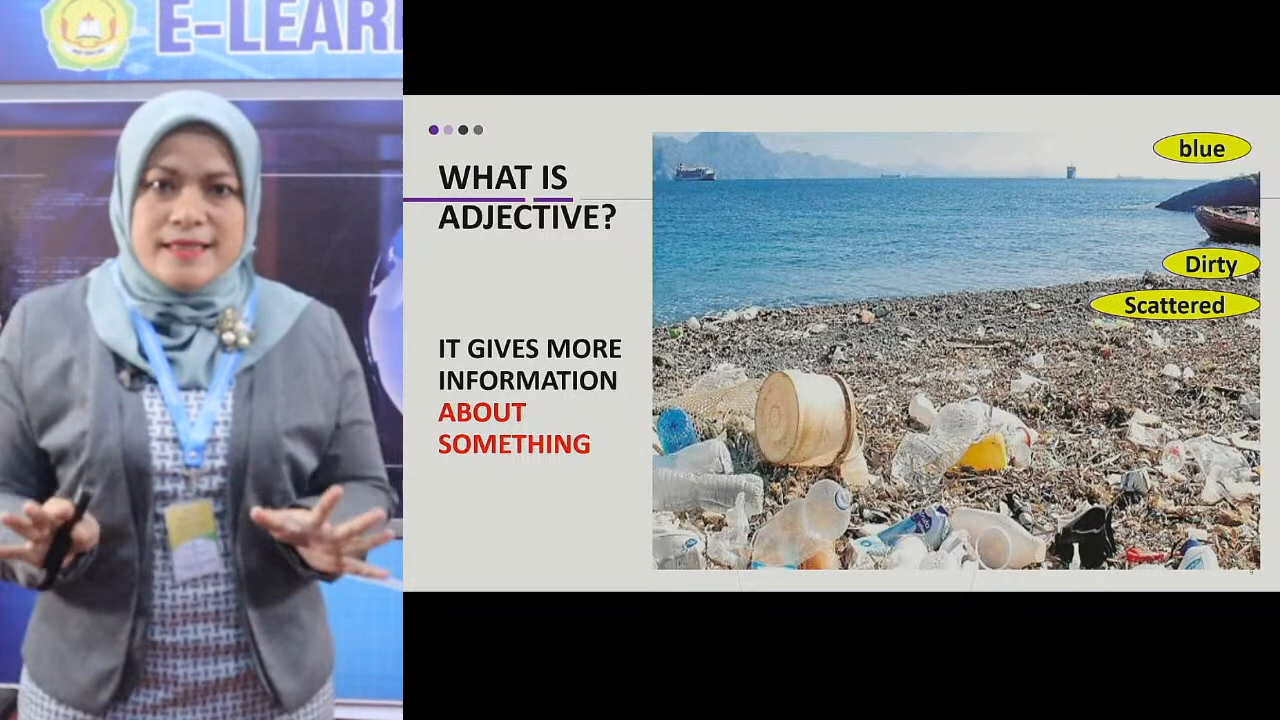 E-LEAR
WHAT IS
ADJECTIVE?
IT GIVES MORE
INFORMATION
ABOUT
SOMETHING
blue
Dirty
Scattered